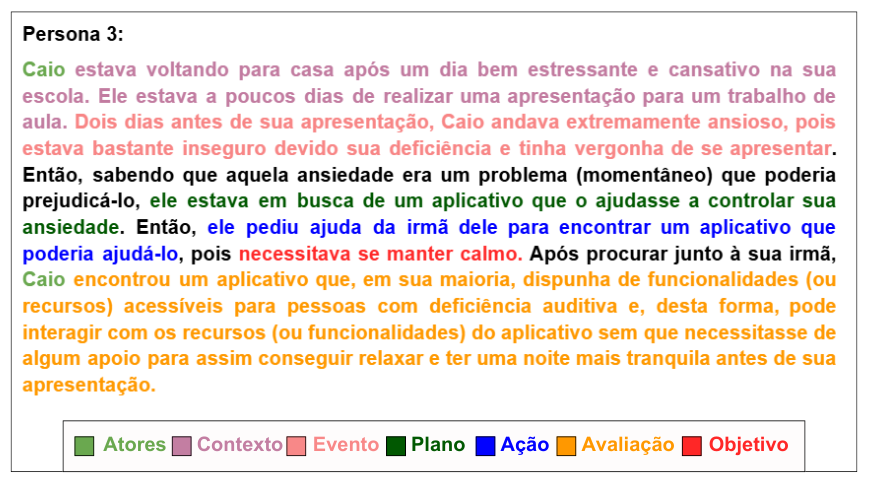 Persona 3:
Caio estava voltando para casa após um dia bem estressante e cansativo na sua
escola. Ele estava a poucos dias de realizar uma apresentação para um trabalho de
aula. Dois dias antes de sua apresentação, Caio andava extremamente ansioso, pois
estava bastante inseguro devido sua deficiência e tinha vergonha de se apresentar.
Então, sabendo que aquela ansiedade era um problema (momentâneo) que poderia
prejudicá-lo, ele estava em busca de um aplicativo que o ajudasse a controlar sua
ansiedade. Então, ele pediu ajuda da irmã dele para encontrar um aplicativo que
poderia ajudá-lo, pois necessitava se manter calmo. Após procurar junto à sua irmã,
Caio encontrou um aplicativo que, em sua maioria, dispunha de funcionalidades (ou
recursos) acessíveis para pessoas com deficiência auditiva e, desta forma, pode
interagir com os recursos (ou funcionalidades) do aplicativo sem que necessitasse de
algum apoio para assim conseguir relaxar e ter uma noite mais tranquila antes de sua
apresentação.
Atores Contexto Evento Plano Ação Avaliação Objetivo